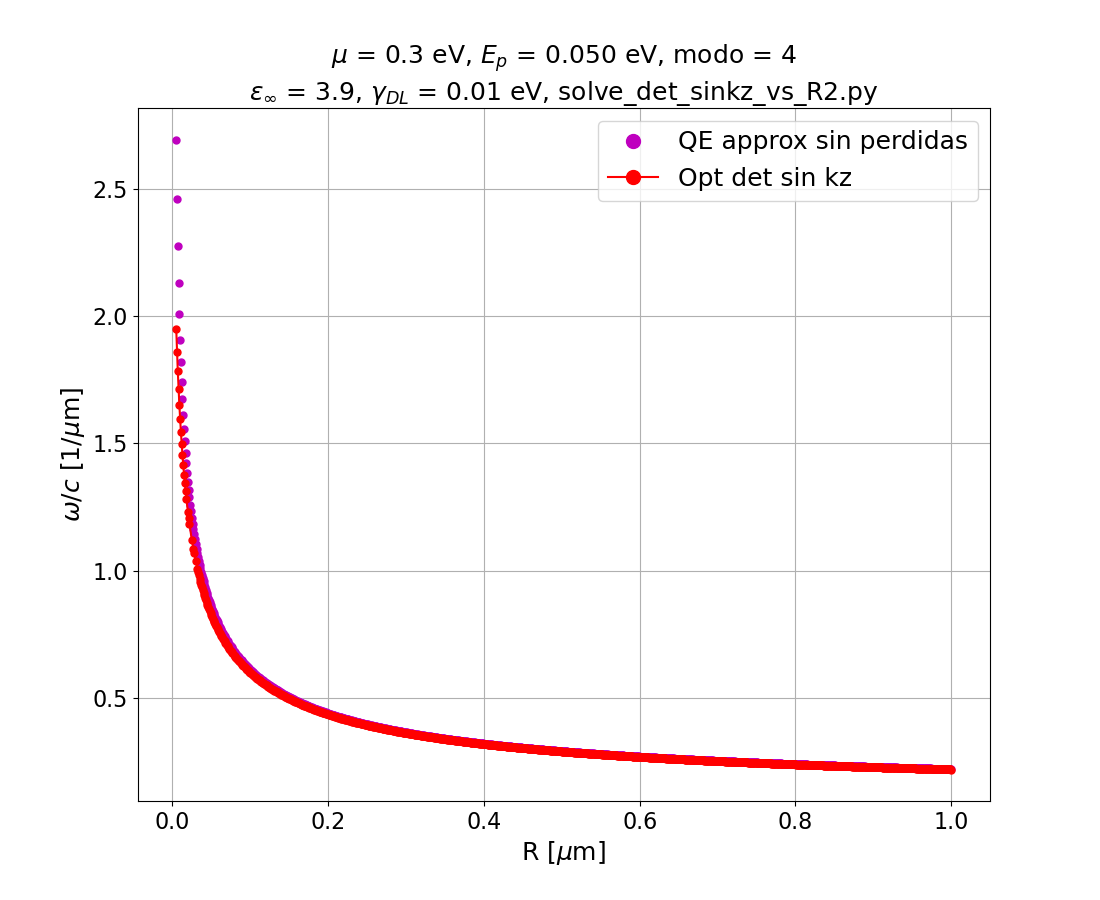 μ = 0.3 eV, E_p = 0.050 eV, modo = 4
ε_∞ = 3.9, γ_DL = 0.01 eV, solve_det_sinkz_vs_R2.py
QE approx sin perdidas
Opt det sin kz
2.5
2.0
1.5
1.0
0.5
ω/c [1/μm]
0.0 0.2 0.4 0.6 0.8 1.0
R [μm]